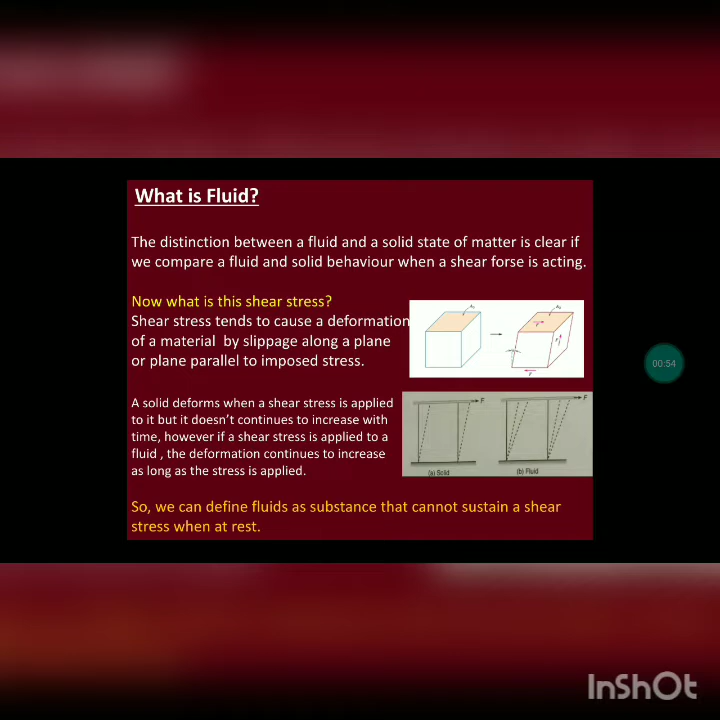 What is Fluid?
The distinction between a fluid and a solid state of matter is clear if
we compare a fluid and solid behaviour when a shear forse is acting.
Now what is this shear stress?
Shear stress tends to cause a deformation
of a material by slippage along a plane
or plane parallel to imposed stress.
A solid deforms when a shear stress is applied
to it but it doesn't continues to increase with
time, however if a shear stress is applied to a
fluid , the deformation continues to increase
as long as the stress is applied.
F
F
(a) Solid
(b) Fluid
So, we can define fluids as substance that cannot sustain a shear
stress when at rest.
00:54
InShOt